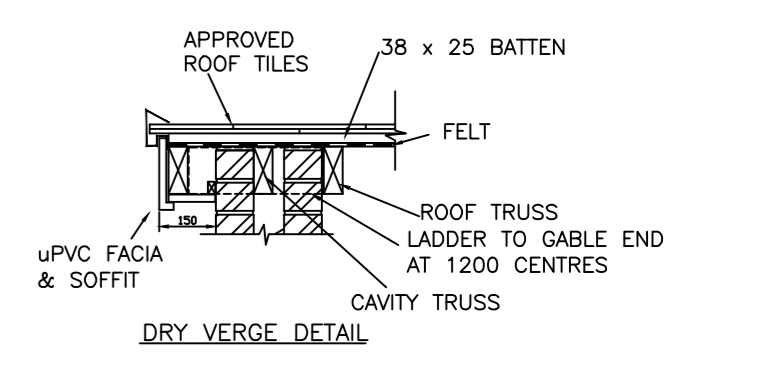 APPROVED
ROOF TILES
38 x 25 BATTEN
FELT
ROOF TRUSS
LADDER TO GABLE END
AT 1200 CENTRES
150
uPVC FACIA
& SOFFIT
CAVITY TRUSS
DRY VERGE DETAIL